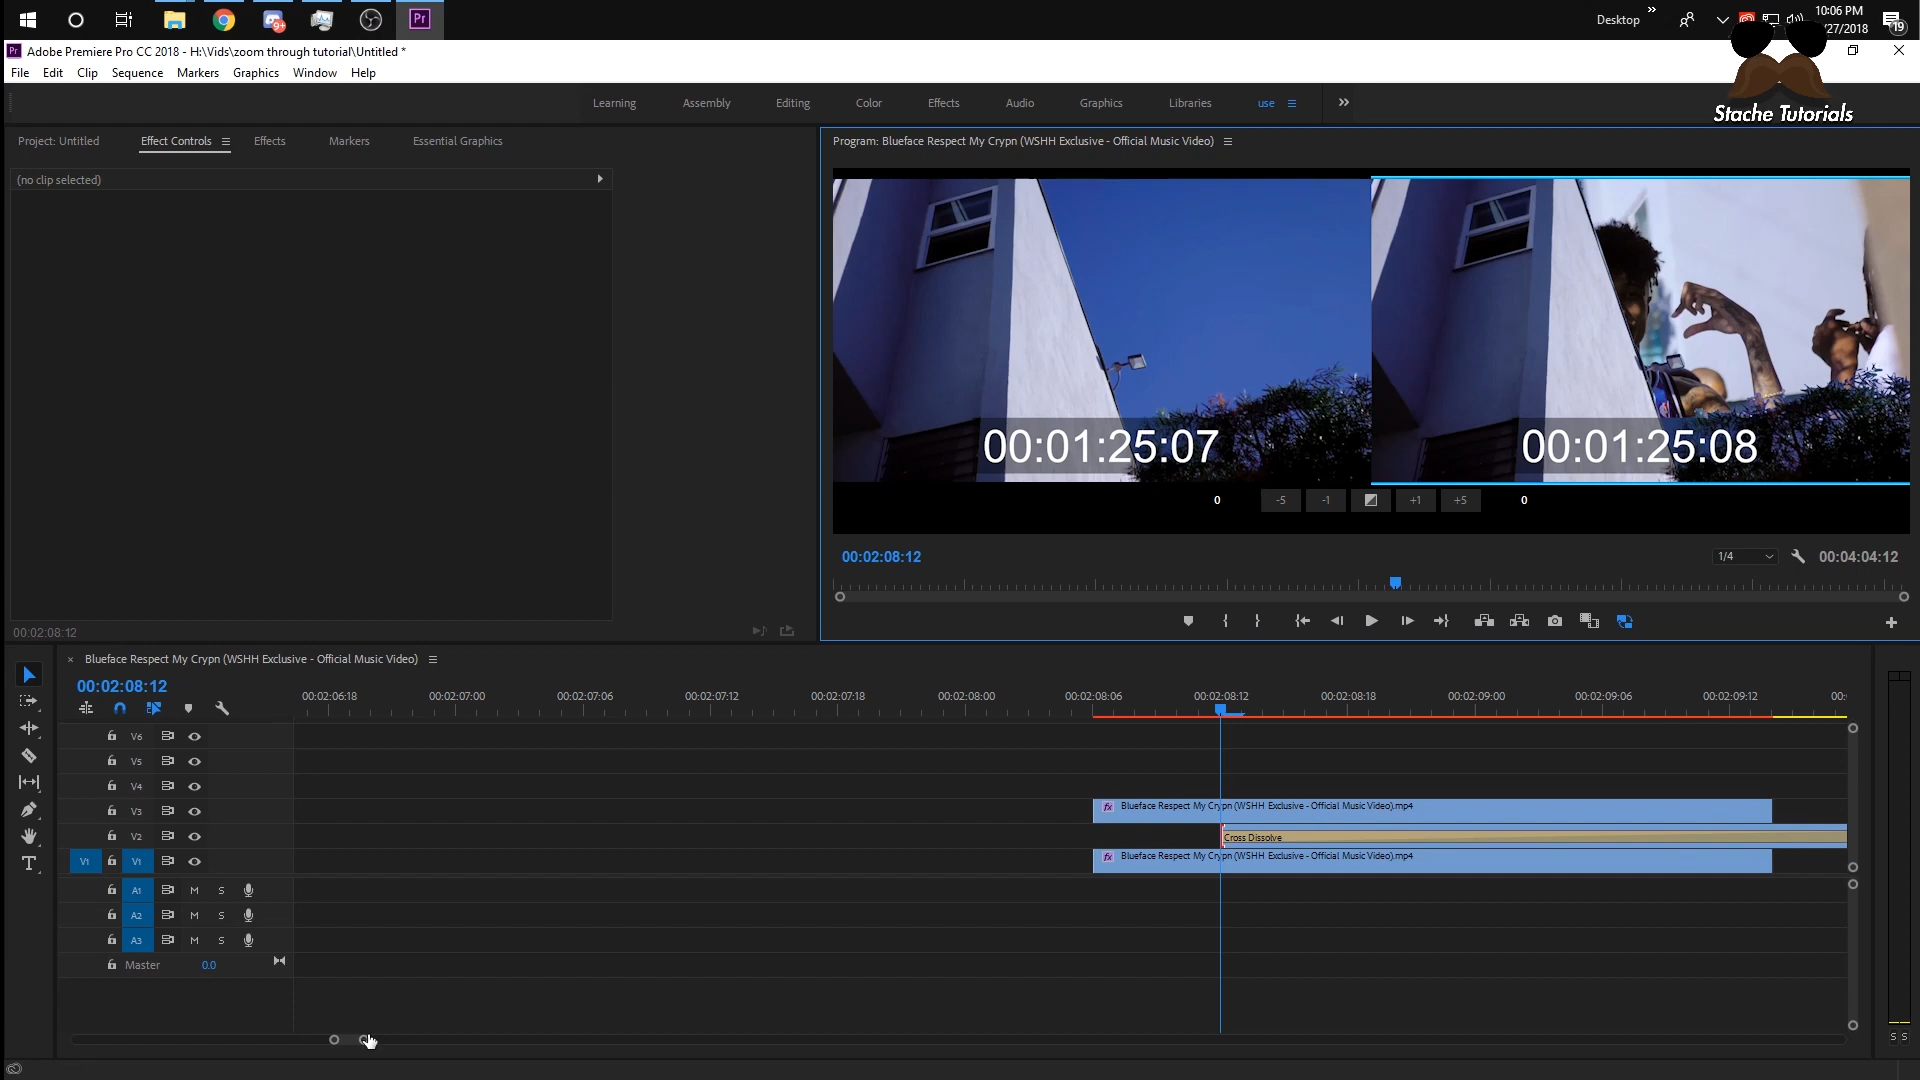 Desktop
10:06 PM
/27/2018
19
9+
Pr
Pr Adobe Premiere Pro CC 2018 - H:\Vids\zoom through tutorial\Untitled *
File Edit Clip Sequence Markers Graphics Window Help
Stache Tutorials
Learning Assembly Editing Color Effects Audio Graphics Libraries use
Project: Untitled Effect Controls Effects Markers Essential Graphics
(no clip selected)
00:02:08:12
Program: Blueface Respect My Crypn (WSHH Exclusive - Official Music Video)
00:01:25:07 00:01:25:08
0 -5 -1 +1 +5 0
00:02:08:12 1/4 00:04:04:12
× Blueface Respect My Crypn (WSHH Exclusive - Official Music Video)
00:02:08:12
00:02:06:18 00:02:07:00 00:02:07:06 00:02:07:12 00:02:07:18 00:02:08:00 00:02:08:06 00:02:08:12 00:02:08:18 00:02:09:00 00:02:09:06 00:02:09:12 00:
V6
V5
V4
V3 fx Blueface Respect My Crypn (WSHH Exclusive - Official Music Video).mp4
V2 Cross Dissolve
V1 V1 fx Blueface Respect My Crypn (WSHH Exclusive - Official Music Video).mp4
A1 M S
A2 M S
A3 M S
Master 0.0
S S
T